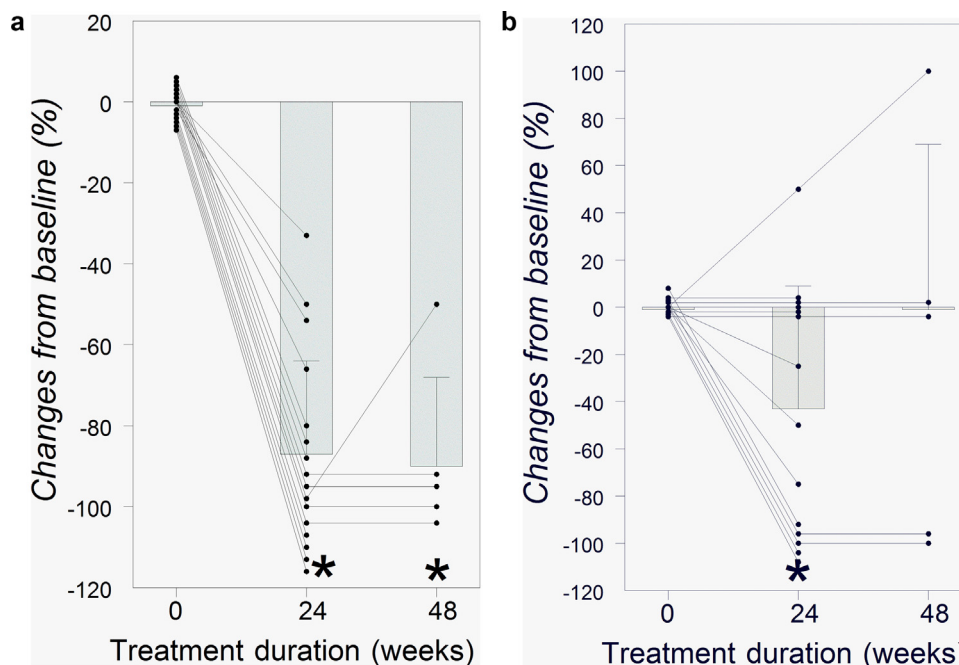 a
Changes from baseline (%)
20
0
-20
-40
-60
-80
-100
-120
0 24 48
Treatment duration (weeks)
* *
b
Changes from baseline (%)
120
100
80
60
40
20
0
-20
-40
-60
-80
-100
-120
0 24 48
Treatment duration (weeks)
*